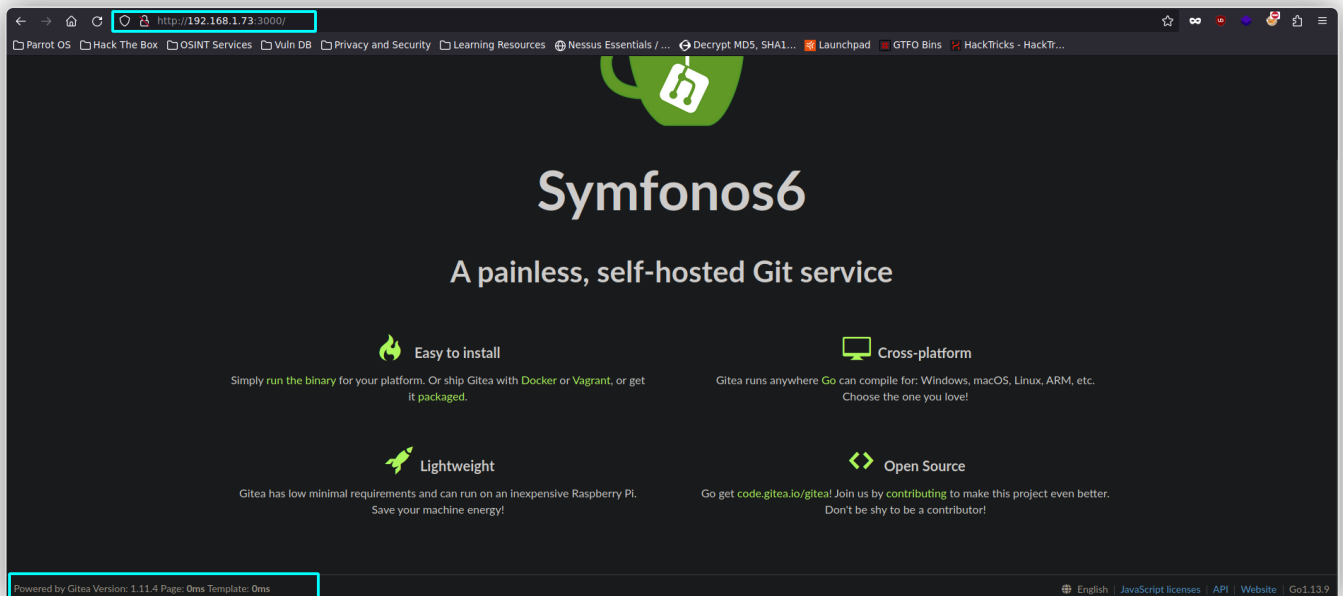 http://192.168.1.73:3000/
Parrot OS Hack The Box OSINT Services Vuln DB Privacy and Security Learning Resources Nessus Essentials / ... Decrypt MD5, SHA1... Launchpad GTFO Bins HackTricks - HackTr...
Symfonos6
A painless, self-hosted Git service
Easy to install
Simply run the binary for your platform. Or ship Gitea with Docker or Vagrant, or get
it packaged.
Cross-platform
Gitea runs anywhere Go can compile for: Windows, macOS, Linux, ARM, etc.
Choose the one you love!
Lightweight
Gitea has low minimal requirements and can run on an inexpensive Raspberry Pi.
Save your machine energy!
Open Source
Go get code.gitea.io/gitea! Join us by contributing to make this project even better.
Don't be shy to be a contributor!
Powered by Gitea Version: 1.11.4 Page: 0ms Template: 0ms
English | JavaScript licenses | API | Website | Go1.13.9